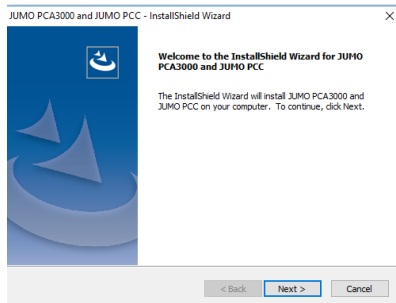 JUMO PCA3000 and JUMO PCC - InstallShield Wizard
Welcome to the InstallShield Wizard for JUMO
PCA3000 and JUMO PCC
The InstallShield Wizard will install JUMO PCA3000 and
JUMO PCC on your computer. To continue, click Next.
< Back Next > Cancel